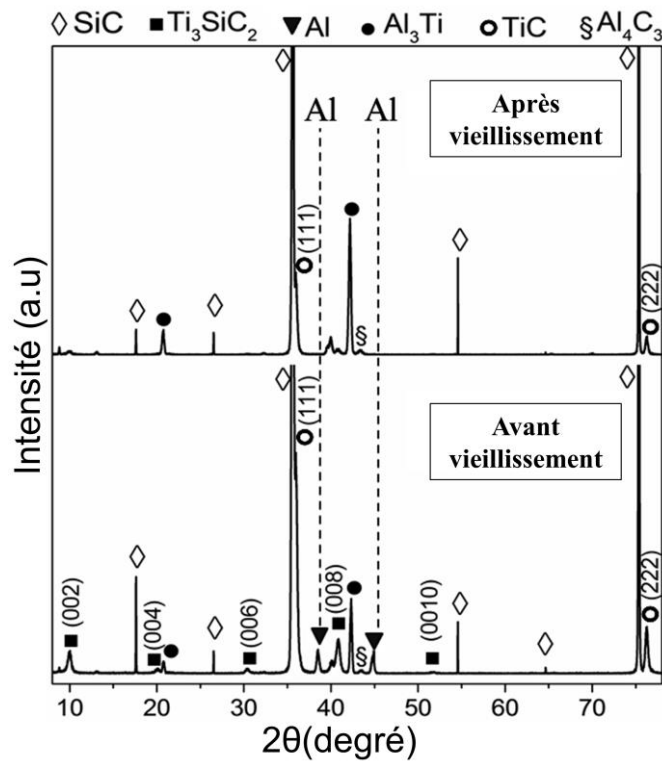 SiC Ti₃SiC₂ Al Al₃Ti TiC §Al₄C₃
Al Al
Après
vieillissement
(111)
§
(222)
Intensité (a.u)
(111)
Avant
vieillissement
(002)
(004)
(006)
(008)
§
(0010)
(222)
10 20 30 40 50 60 70
2θ(degré)